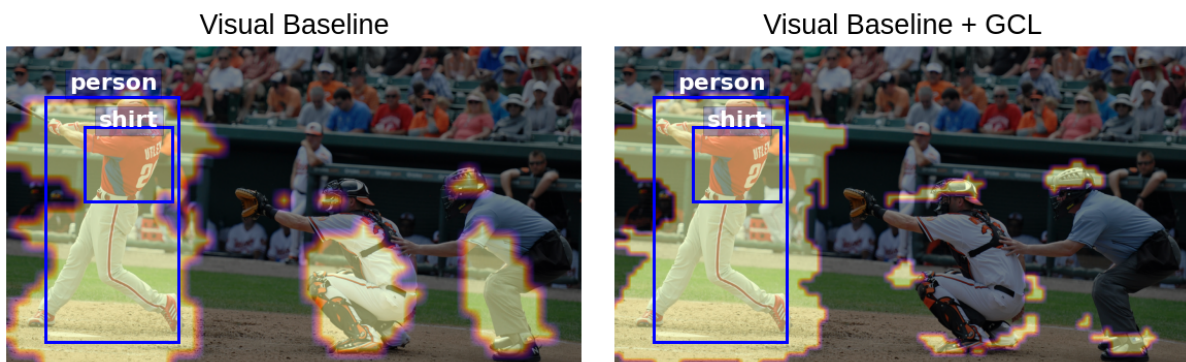 Visual Baseline
Visual Baseline + GCL
person
shirt
person
shirt